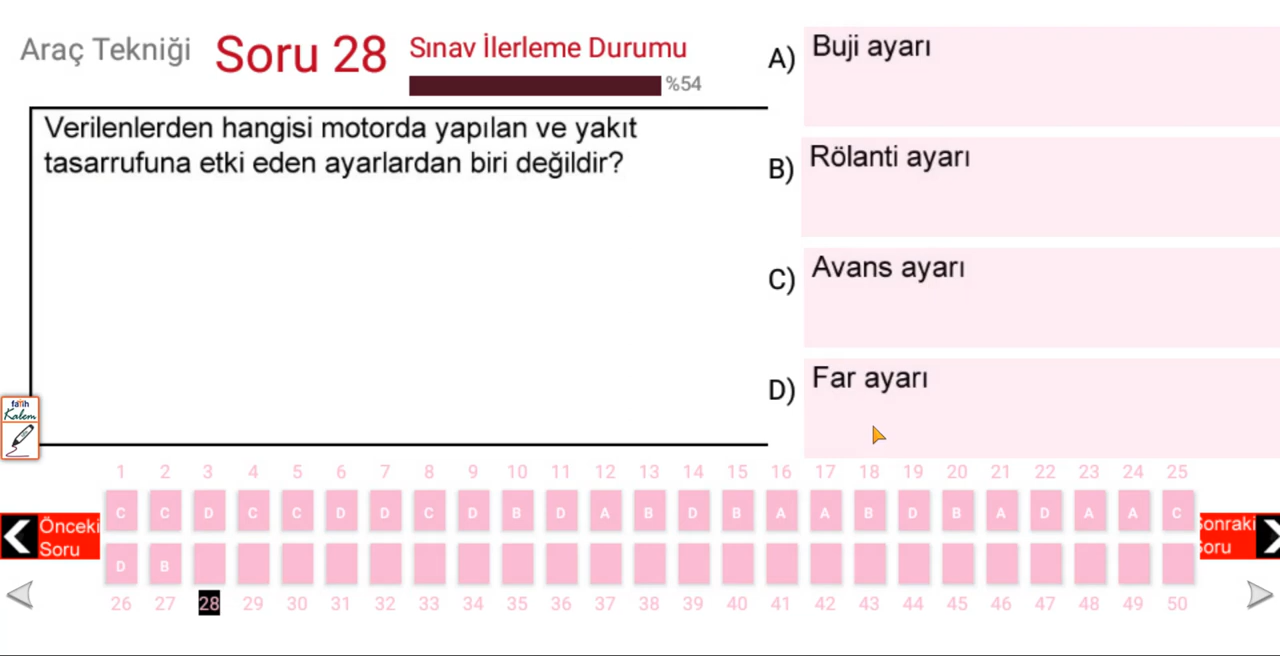 Araç Tekniği
Soru 28
Sınav İlerleme Durumu
%54
Verilenlerden hangisi motorda yapılan ve yakıt
tasarrufuna etki eden ayarlardan biri değildir?
A) Buji ayarı
B) Rölanti ayarı
C) Avans ayarı
D) Far ayarı
fatih
Kalem
1 2 3 4 5 6 7 8 9 10 11 12 13 14 15 16 17 18 19 20 21 22 23 24 25
C C D C C D D C D B D A B D B A A B D B A D A A C
D B
26 27 28 29 30 31 32 33 34 35 36 37 38 39 40 41 42 43 44 45 46 47 48 49 50
Önceki
Soru
Sonraki
Soru